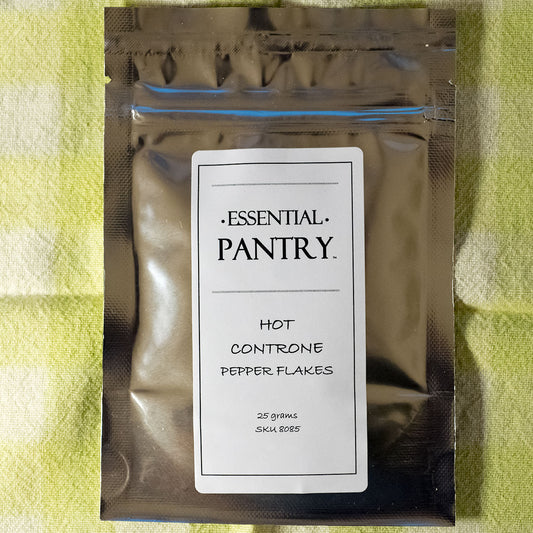 ·ESSENTIAL·
PANTRY™
HOT
CONTRONE
PEPPER FLAKES
25 grams
SKU 8085